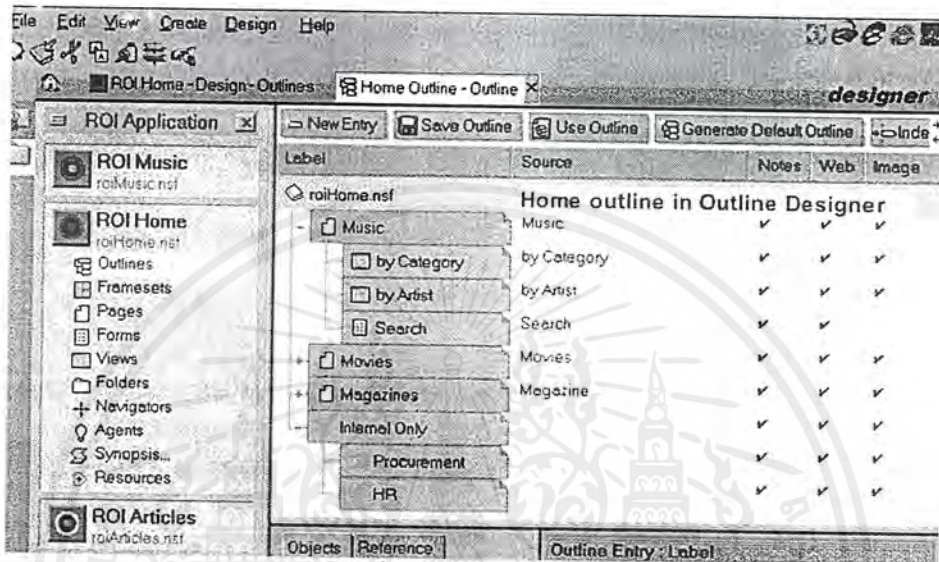 File Edit View Create Design Help
ROI Home - Design - Outlines Home Outline - Outline
designer
ROI Application
New Entry Save Outline Use Outline Generate Default Outline Inde
ROI Music
roiMusic.nsf
Label Source Notes Web Image
roiHome.nsf
Home outline in Outline Designer
ROI Home
roiHome.nsf
Outlines
Framesets
Pages
Forms
Views
Folders
Navigators
Agents
Synopsis...
Resources
ROI Articles
roiArticles.nsf
Music Music
by Category by Category
by Artist by Artist
Search Search
Movies Movies
Magazines Magazine
Internal Only
Procurement
HR
Objects Reference Outline Entry : Label